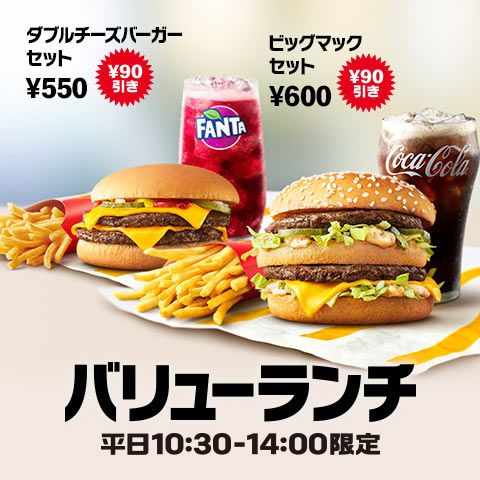 ダブルチーズバーガー
セット
¥550
¥90
引き
ビッグマック
セット
¥600
¥90
引き
FANTA
Coca-Cola
バリューランチ
平日10:30-14:00限定